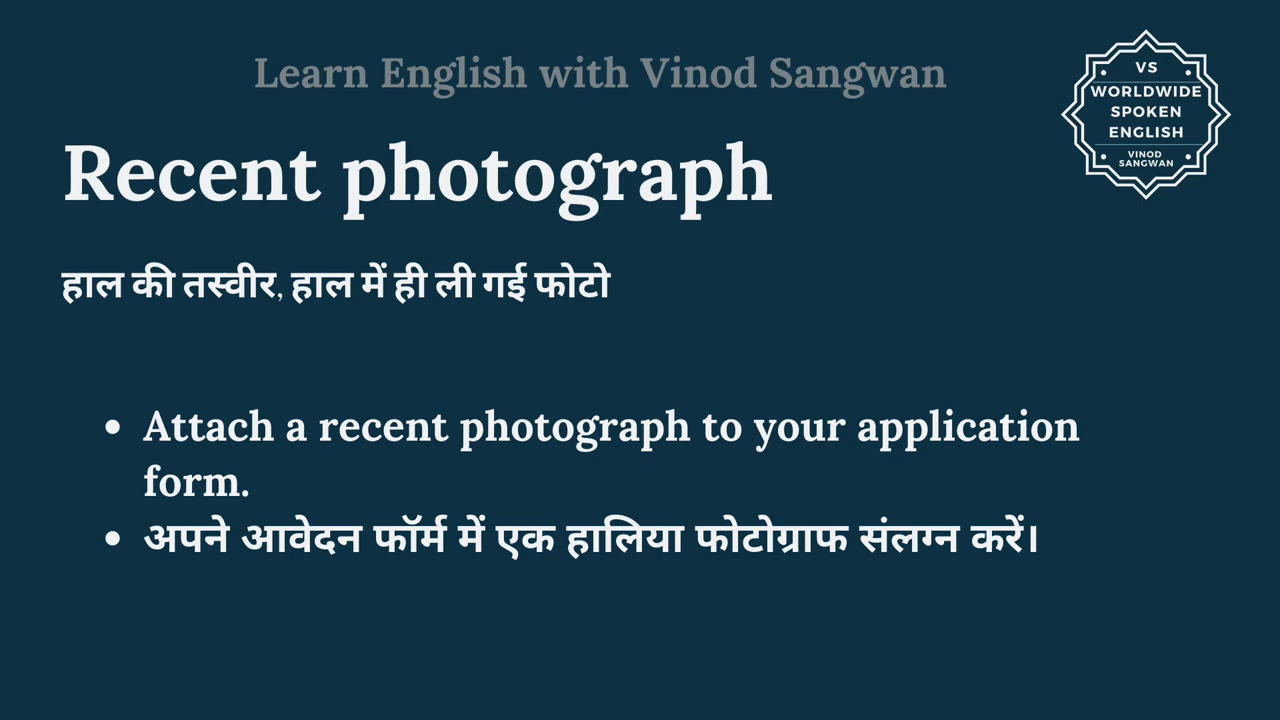 Learn English with Vinod Sangwan
VS
WORLDWIDE
SPOKEN
ENGLISH
VINOD
SANGWAN
Recent photograph
हाल की तस्वीर, हाल में ही ली गई फोटो
• Attach a recent photograph to your application
form.
• अपने आवेदन फॉर्म में एक हालिया फोटोग्राफ संलग्न करें।